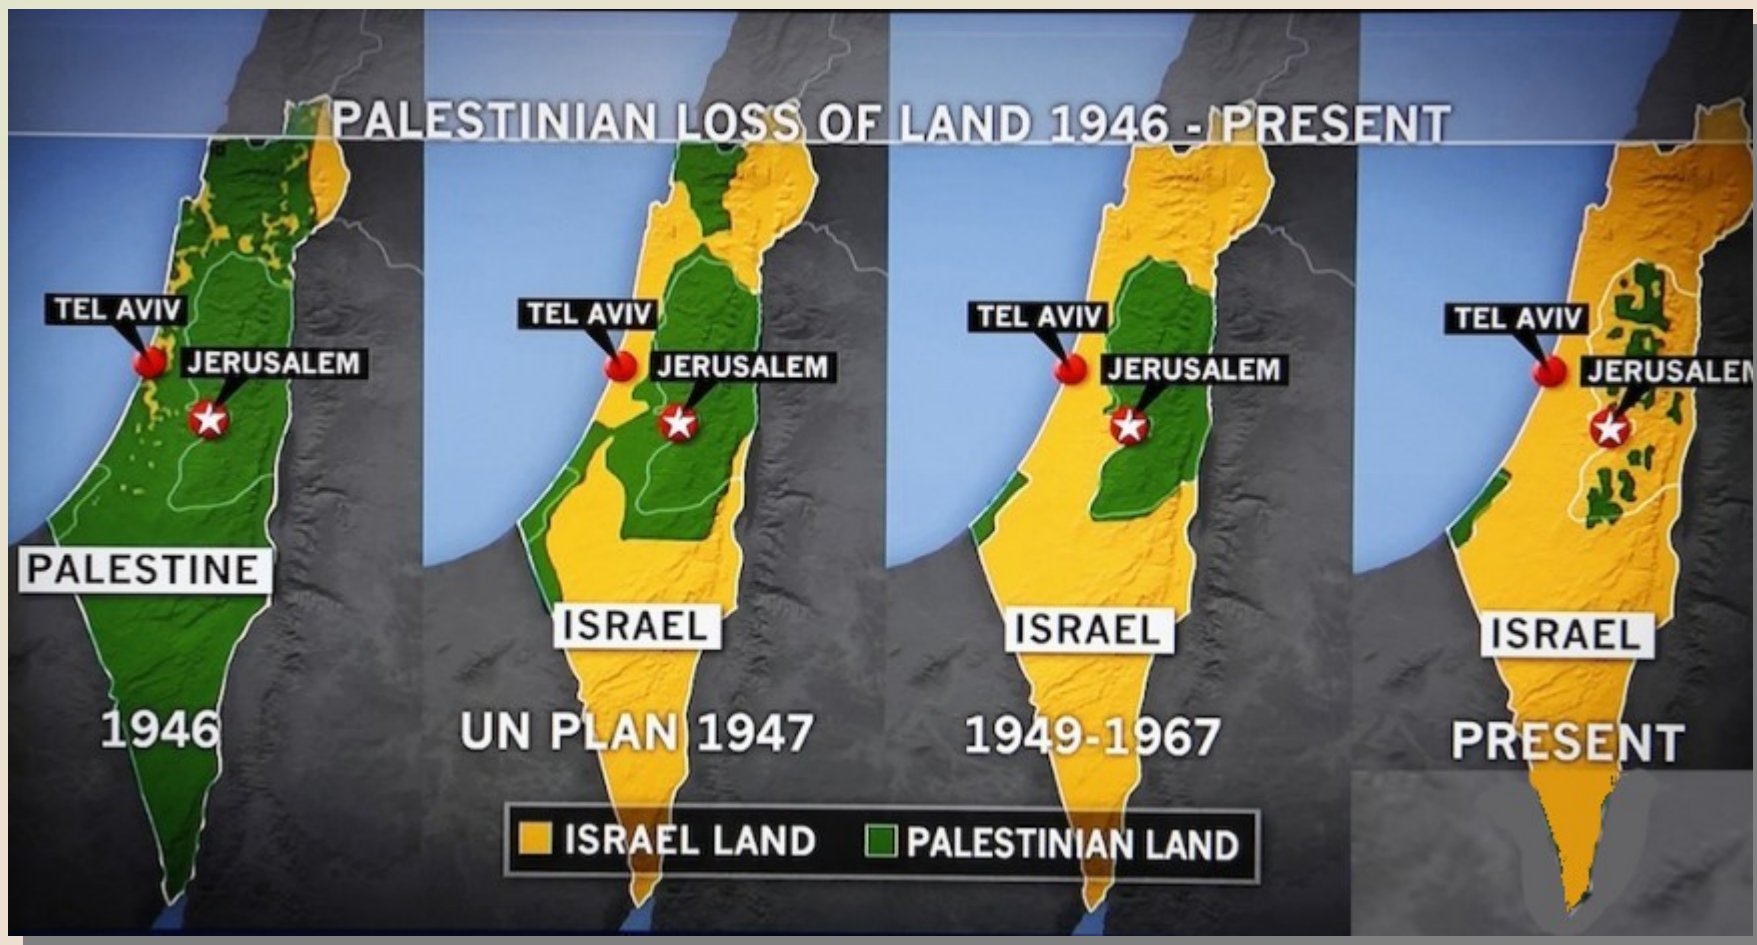 PALESTINIAN LOSS OF LAND 1946 - PRESENT
TEL AVIV
JERUSALEM
PALESTINE
1946
TEL AVIV
JERUSALEM
ISRAEL
UN PLAN 1947
TEL AVIV
JERUSALEM
ISRAEL
1949-1967
TEL AVIV
JERUSALEM
ISRAEL
PRESENT
ISRAEL LAND
PALESTINIAN LAND